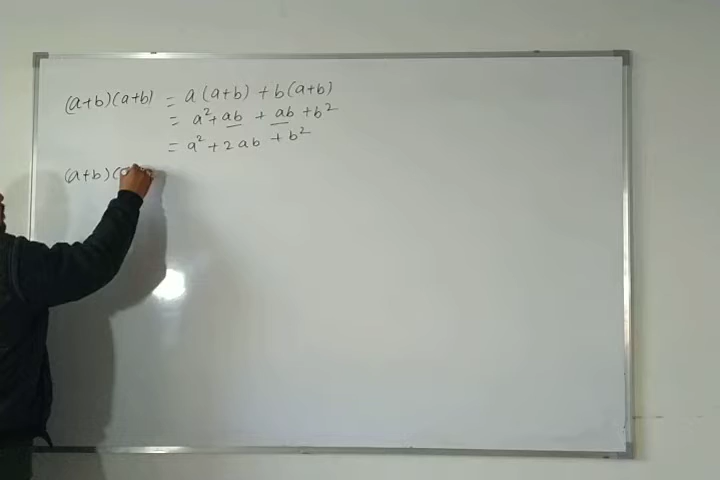 (a+b)(a+b) = a(a+b) + b(a+b)
= a² + ab + ab + b²
= a² + 2ab + b²
(a+b)(